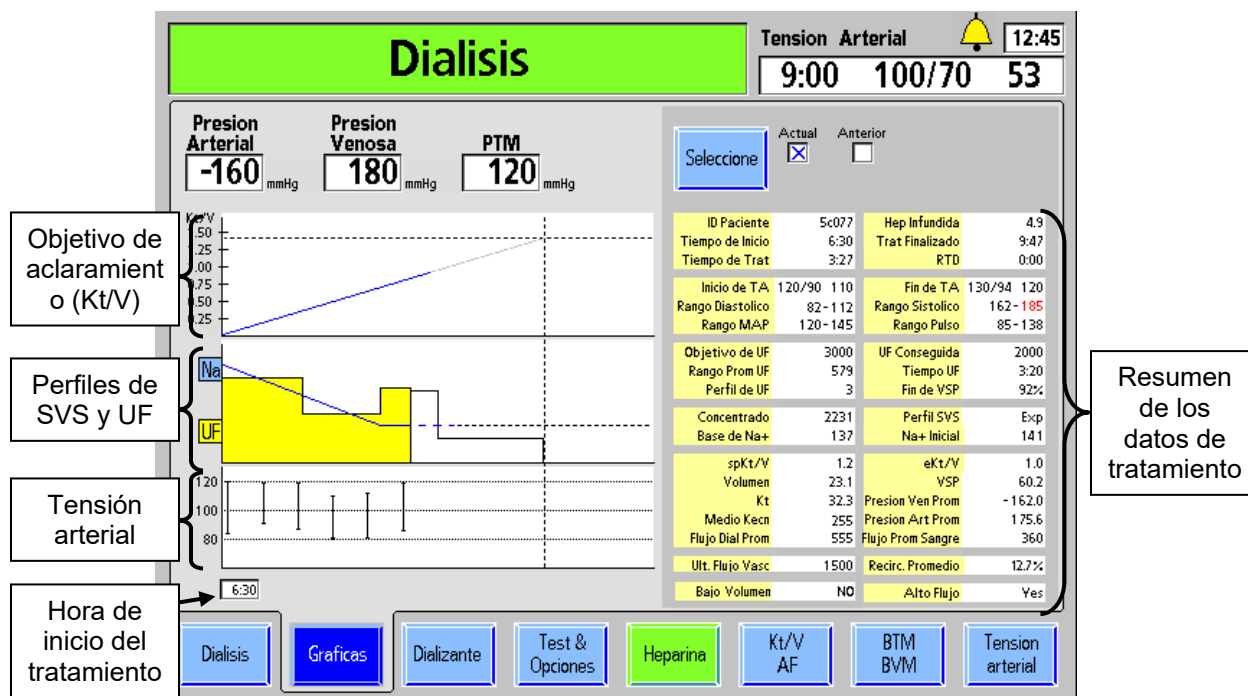 Dialisis
Tension Arterial
12:45
9:00 100/70 53
Presion Arterial
-160 mmHg
Presion Venosa
180 mmHg
PTM
120 mmHg
Seleccione
Actual
Anterior
Objetivo de
aclaramient
o (Kt/V)
Kt/V
1.50
1.25
1.00
0.75
0.50
0.25
Perfiles de
SVS y UF
Na
UF
Tensión
arterial
120
100
80
Hora de
inicio del
tratamiento
6:30
ID Paciente 5c077 Hep Infundida 4.9
Tiempo de Inicio 6:30 Trat Finalizado 9:47
Tiempo de Trat 3:27 RTD 0:00
Inicio de TA 120/90 110 Fin de TA 130/94 120
Rango Diastolico 82-112 Rango Sistolico 162-185
Rango MAP 120-145 Rango Pulso 85-138
Objetivo de UF 3000 UF Conseguida 2000
Rango Prom UF 579 Tiempo UF 3:20
Perfil de UF 3 Fin de VSP 92%
Concentrado 2231 Perfil SVS Exp
Base de Na+ 137 Na+ Inicial 141
spKt/V 1.2 eKt/V 1.0
Volumen 23.1 VSP 60.2
Kt 32.3 Presion Ven Prom -162.0
Medio Kecn 255 Presion Art Prom 175.6
Flujo Dial Prom 555 Flujo Prom Sangre 360
Ult. Flujo Vasc 1500 Recirc. Promedio 12.7%
Bajo Volumen NO Alto Flujo Yes
Resumen
de los
datos de
tratamiento
Dialisis
Graficas
Dializante
Test &
Opciones
Heparina
Kt/V
AF
BTM
BVM
Tension
arterial